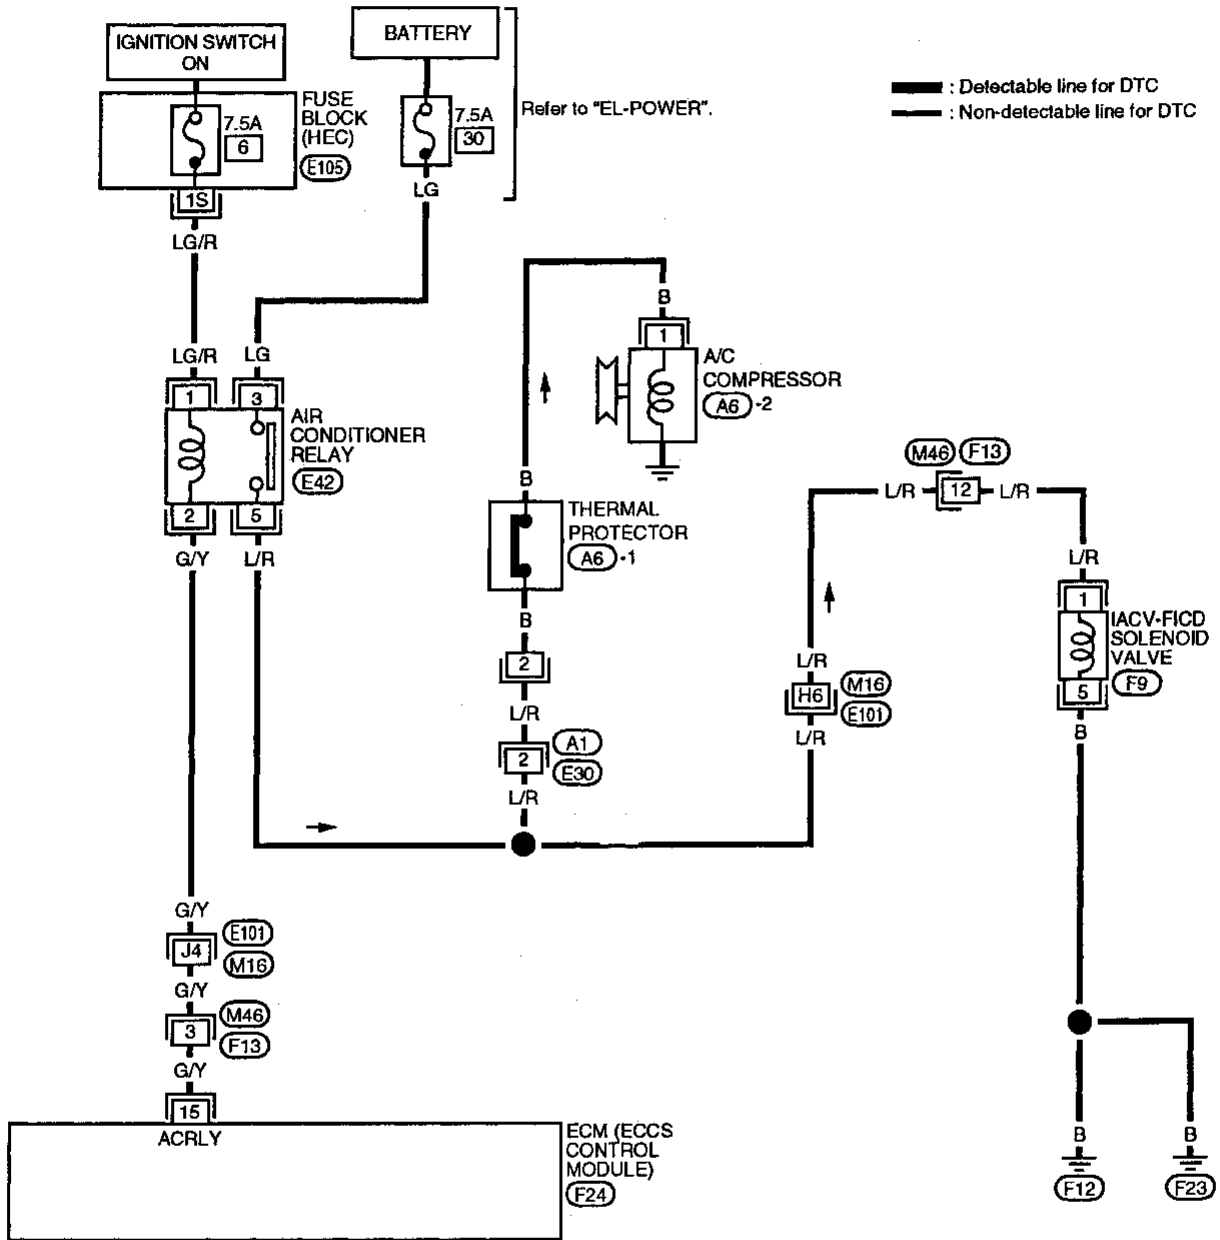 IGNITION SWITCH
ON
BATTERY
FUSE
BLOCK
(HEC)
E105
7.5A
6
7.5A
30
Refer to "EL-POWER".
: Detectable line for DTC
: Non-detectable line for DTC
1S
LG
LG/R
LG/R
LG
1
3
AIR
CONDITIONER
RELAY
E42
2
5
G/Y
L/R
B
1
A/C
COMPRESSOR
A6 -2
B
THERMAL
PROTECTOR
A6 -1
B
2
L/R
2
A1
E30
L/R
M46 F13
L/R 12 L/R
L/R
1
IACV-FICD
SOLENOID
VALVE
F9
5
B
L/R
H6
M16
E101
L/R
G/Y
J4
E101
M16
G/Y
3
M46
F13
G/Y
15
ACRLY
ECM (ECCS
CONTROL
MODULE)
F24
B
B
F12
F23